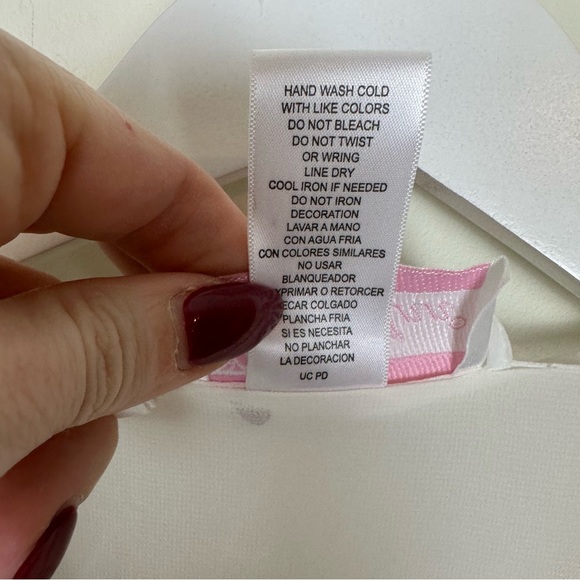 HAND WASH COLD
WITH LIKE COLORS
DO NOT BLEACH
DO NOT TWIST
OR WRING
LINE DRY
COOL IRON IF NEEDED
DO NOT IRON
DECORATION
LAVAR A MANO
CON AGUA FRIA
CON COLORES SIMILARES
NO USAR
BLANQUEADOR
XPRIMAR O RETORCER
ECAR COLGADO
PLANCHA FRIA
SI ES NECESITA
NO PLANCHAR
LA DECORACION
UC PD